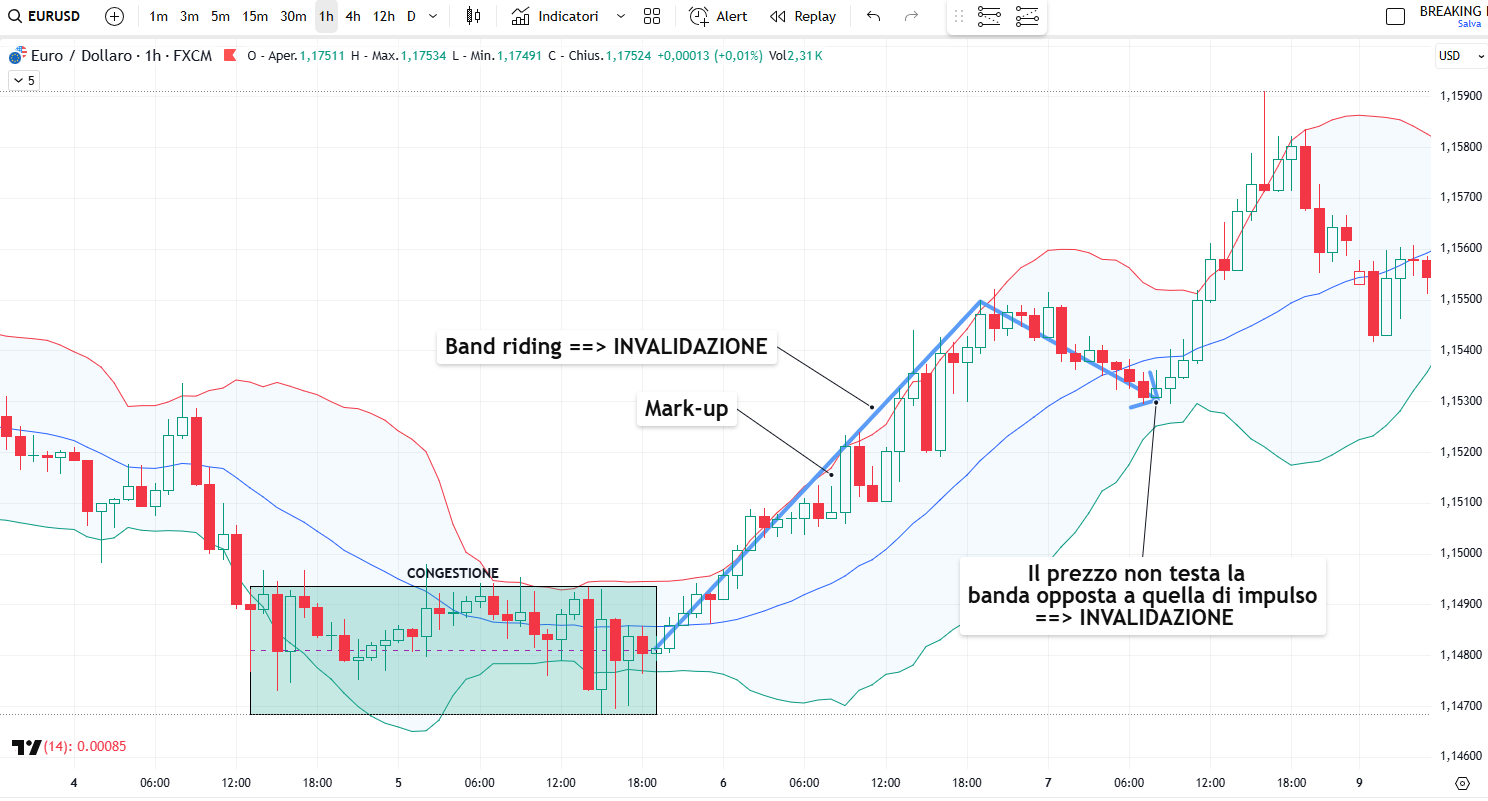 EURUSD 1m 3m 5m 15m 30m 1h 4h 12h D Indicatori Alert Replay BREAKING
Salva
Euro / Dollaro · 1h · FXCM O - Aper.1,17511 H - Max.1,17534 L - Min.1,17491 C - Chius.1,17524 +0,00013 (+0,01%) Vol2,31K USD
5
1,15900
1,15800
1,15700
1,15600
1,15500
1,15400
1,15300
1,15200
1,15100
1,15000
1,14900
1,14800
1,14700
1,14600
Band riding ==> INVALIDAZIONE
Mark-up
CONGESTIONE
Il prezzo non testa la
banda opposta a quella di impulso
==> INVALIDAZIONE
(14): 0.00085
4 06:00 12:00 18:00 5 06:00 12:00 18:00 6 06:00 12:00 18:00 7 06:00 12:00 18:00 9